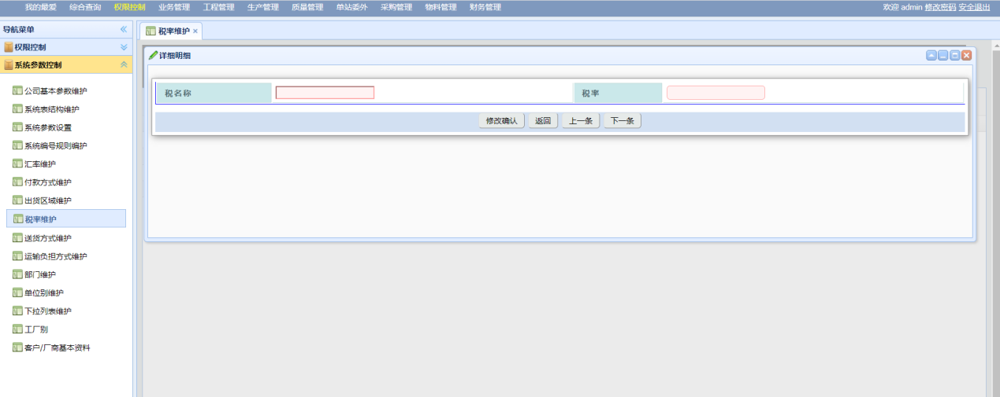 我的最爱 综合查询 权限控制 业务管理 工程管理 生产管理 质量管理 单站委外 采购管理 物料管理 财务管理 欢迎 admin 修改密码 安全退出
导航菜单
权限控制
系统参数控制
公司基本参数维护
系统表结构维护
系统参数设置
系统编号规则编护
汇率维护
付款方式维护
出货区域维护
税率维护
送货方式维护
运输负担方式维护
部门维护
单位别维护
下拉列表维护
工厂别
客户/厂商基本资料
税率维护
详细明细
税名称 税率
修改确认 返回 上一条 下一条